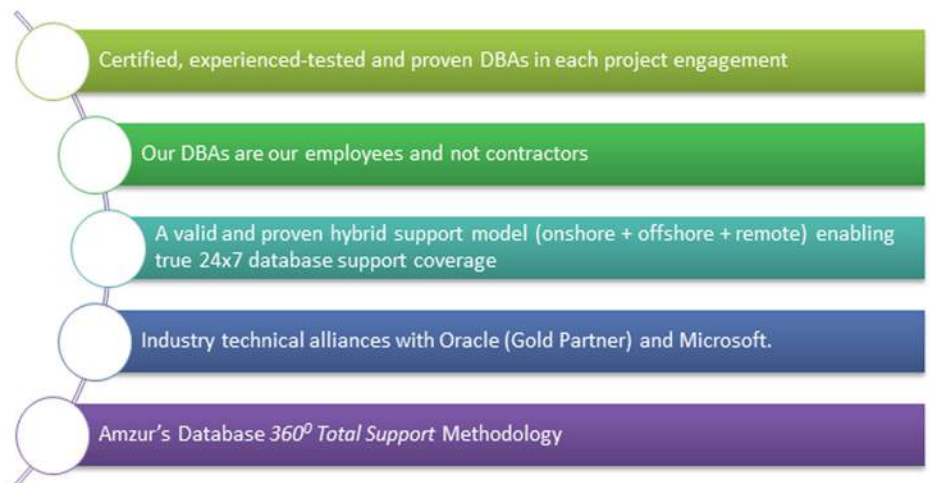 Certified, experienced-tested and proven DBAs in each project engagement
Our DBAs are our employees and not contractors
A valid and proven hybrid support model (onshore + offshore + remote) enabling
true 24x7 database support coverage
Industry technical alliances with Oracle (Gold Partner) and Microsoft.
Amzur's Database 360⁰ Total Support Methodology